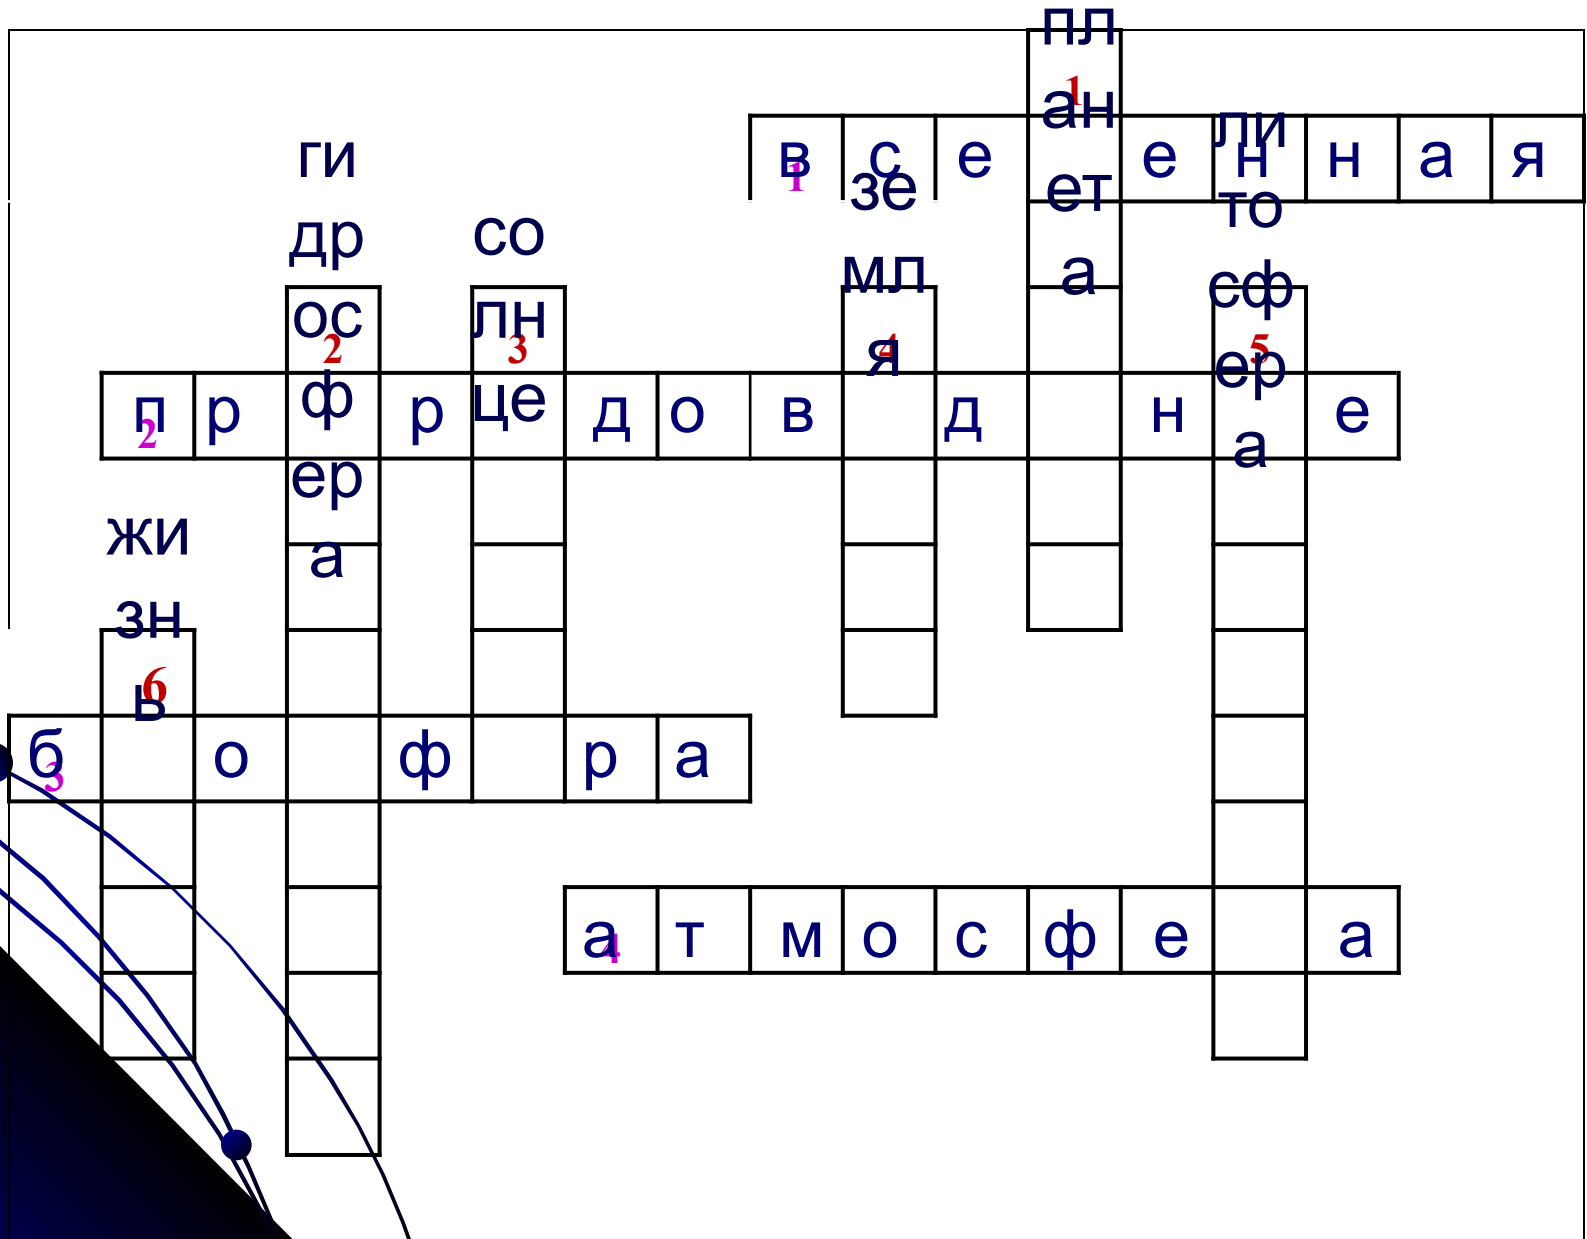 пл
ан
ет
а
1
ли
то
сф
ер
а
5
в с е е н н а я
1
зе
мл
я
4
ги
др
ос
ф
ер
а
2
со
лн
це
3
п р р д о в д н е
2
жи
зн
ь
6
б о ф р а
3
а т м о с ф е а
4